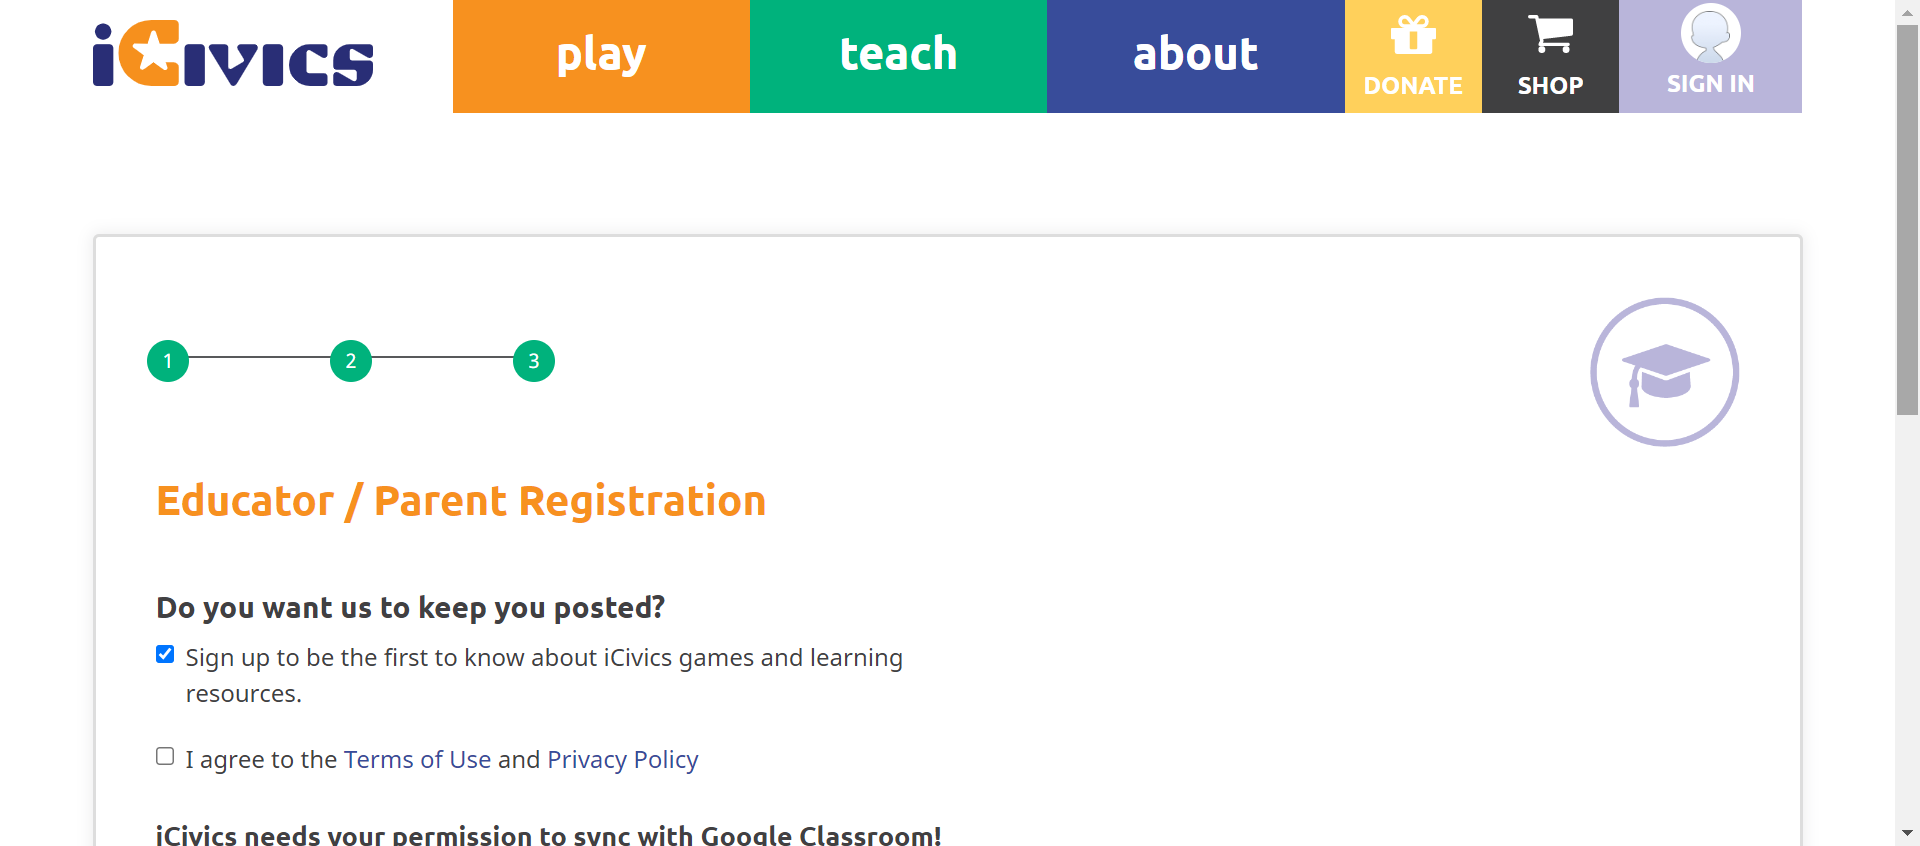 iCivics
play
teach
about
DONATE
SHOP
SIGN IN
1
2
3
Educator / Parent Registration
Do you want us to keep you posted?
Sign up to be the first to know about iCivics games and learning
resources.
I agree to the Terms of Use and Privacy Policy
iCivics needs your permission to sync with Google Classroom!